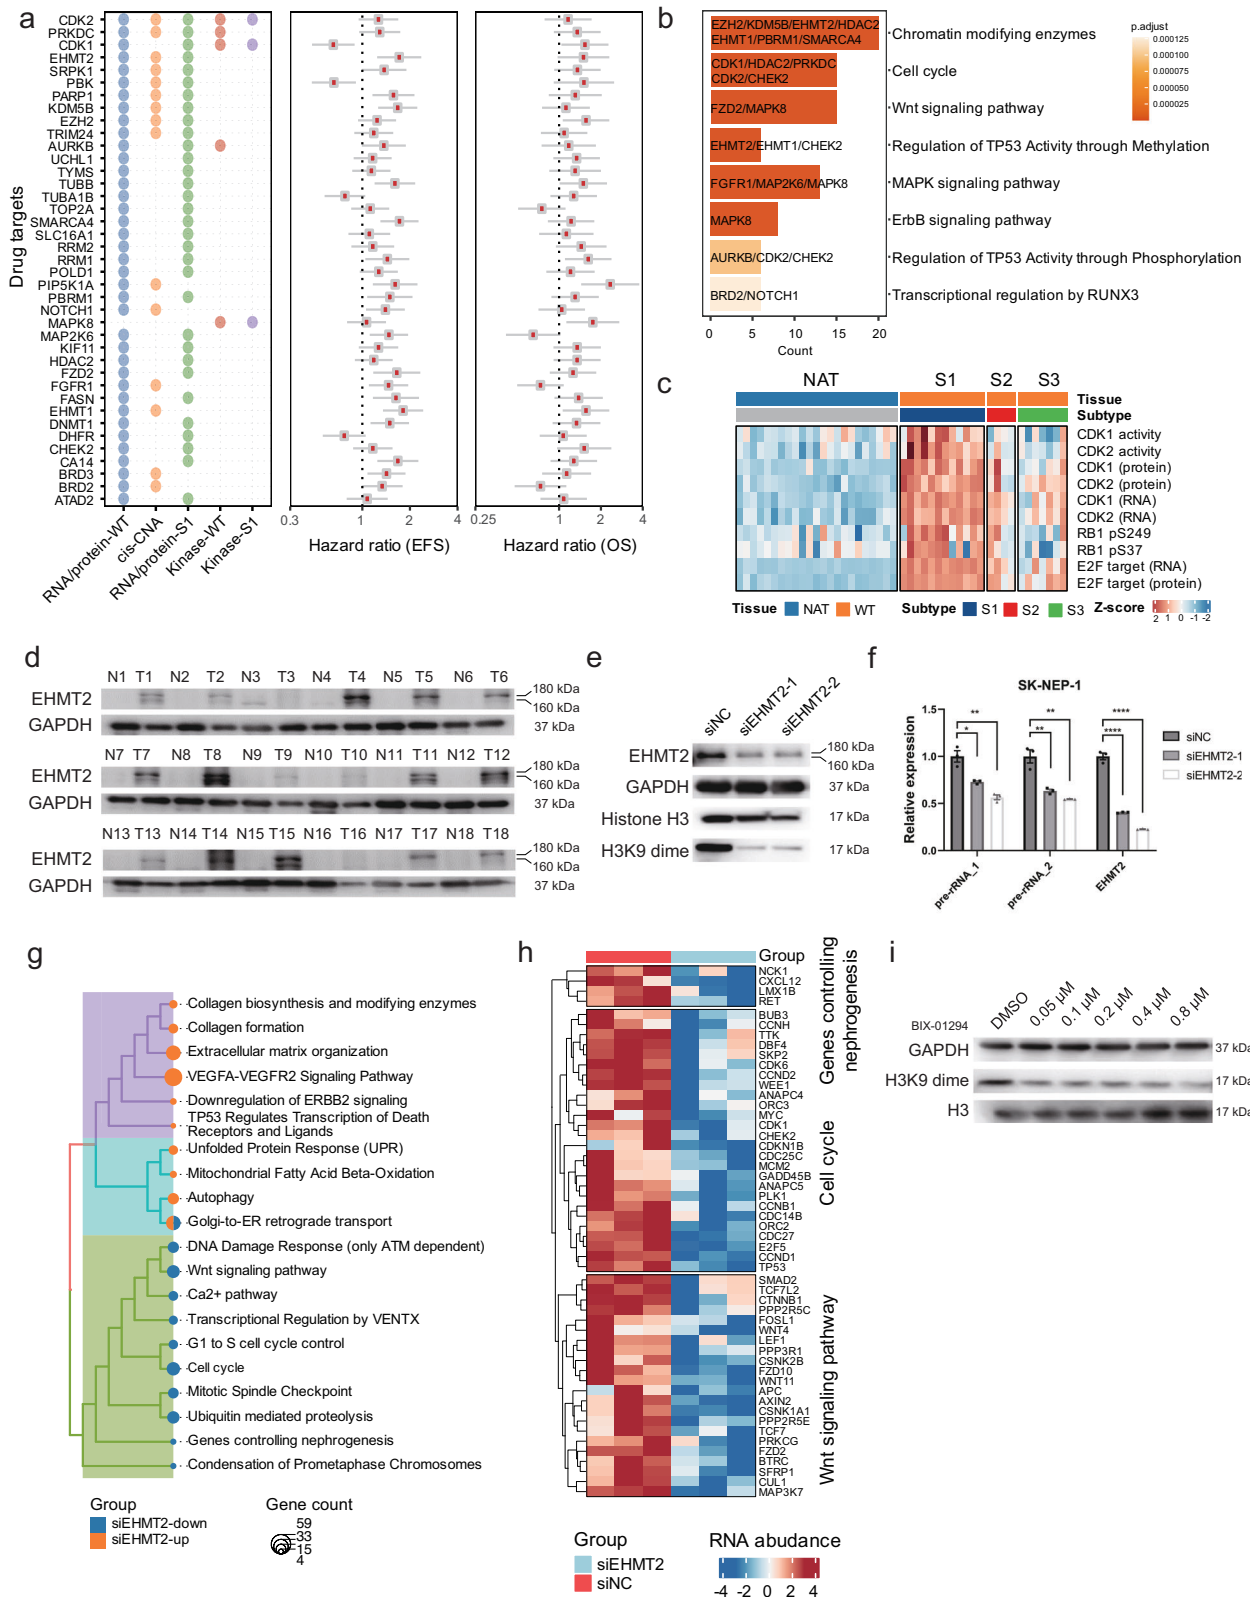 a
Drug targets
CDK2
PRKDC
CDK1
EHMT2
SRPK1
PBK
PARP1
KDM5B
EZH2
TRIM24
AURKB
UCHL1
TYMS
TUBB
TUBA1B
TOP2A
SMARCA4
SLC16A1
RRM2
RRM1
POLD1
PIP5K1A
PBRM1
NOTCH1
MAPK8
MAP2K6
KIF11
HDAC2
FZD2
FGFR1
FASN
EHMT1
DNMT1
DHFR
CHEK2
CA14
BRD3
BRD2
ATAD2
RNA/protein-WT
cis-CNA
RNA/protein-S1
Kinase-WT
Kinase-S1
0.3 1 2 4
Hazard ratio (EFS)
0.25 1 2 4
Hazard ratio (OS)
b
EZH2/KDM5B/EHMT2/HDAC2
EHMT1/PBRM1/SMARCA4
Chromatin modifying enzymes
CDK1/HDAC2/PRKDC
CDK2/CHEK2
Cell cycle
FZD2/MAPK8
Wnt signaling pathway
EHMT2/EHMT1/CHEK2
Regulation of TP53 Activity through Methylation
FGFR1/MAP2K6/MAPK8
MAPK signaling pathway
MAPK8
ErbB signaling pathway
AURKB/CDK2/CHEK2
Regulation of TP53 Activity through Phosphorylation
BRD2/NOTCH1
Transcriptional regulation by RUNX3
0 5 10 15 20
Count
p.adjust
0.000125
0.000100
0.000075
0.000050
0.000025
c
NAT S1 S2 S3
Tissue
Subtype
CDK1 activity
CDK2 activity
CDK1 (protein)
CDK2 (protein)
CDK1 (RNA)
CDK2 (RNA)
RB1 pS249
RB1 pS37
E2F target (RNA)
E2F target (protein)
Tissue NAT WT Subtype S1 S2 S3 Z-score
2 1 0 -1 -2
d
N1 T1 N2 T2 N3 T3 N4 T4 N5 T5 N6 T6
EHMT2
180 kDa
160 kDa
GAPDH
37 kDa
N7 T7 N8 T8 N9 T9 N10 T10 N11 T11 N12 T12
EHMT2
180 kDa
160 kDa
GAPDH
37 kDa
N13 T13 N14 T14 N15 T15 N16 T16 N17 T17 N18 T18
EHMT2
180 kDa
160 kDa
GAPDH
37 kDa
e
siNC
siEHMT2-1
siEHMT2-2
EHMT2
180 kDa
160 kDa
GAPDH
37 kDa
Histone H3
17 kDa
H3K9 dime
17 kDa
f
SK-NEP-1
Relative expression
1.5
1.0
0.5
0.0
** * ** ** **** ****
pre-rRNA_1
pre-rRNA_2
EHMT2
siNC
siEHMT2-1
siEHMT2-2
g
Collagen biosynthesis and modifying enzymes
Collagen formation
Extracellular matrix organization
VEGFA-VEGFR2 Signaling Pathway
Downregulation of ERBB2 signaling
TP53 Regulates Transcription of Death
Receptors and Ligands
Unfolded Protein Response (UPR)
Mitochondrial Fatty Acid Beta-Oxidation
Autophagy
Golgi-to-ER retrograde transport
DNA Damage Response (only ATM dependent)
Wnt signaling pathway
Ca2+ pathway
Transcriptional Regulation by VENTX
G1 to S cell cycle control
Cell cycle
Mitotic Spindle Checkpoint
Ubiquitin mediated proteolysis
Genes controlling nephrogenesis
Condensation of Prometaphase Chromosomes
Group
siEHMT2-down
siEHMT2-up
Gene count
59
33
15
4
h
Group
NCK1
CXCL12
LMX1B
RET
Genes controlling
nephrogenesis
BUB3
CCNH
TTK
DBF4
SKP2
CDK6
CCND2
WEE1
ANAPC4
ORC3
MYC
CDK1
CHEK2
CDKN1B
CDC25C
MCM2
GADD45B
ANAPC5
PLK1
CCNB1
CDC14B
ORC2
CDC27
E2F5
CCND1
TP53
Cell cycle
SMAD2
TCF7L2
CTNNB1
PPP2R5C
FOSL1
WNT4
LEF1
PPP3R1
CSNK2B
FZD10
WNT11
APC
AXIN2
CSNK1A1
PPP2R5E
TCF7
PRKCG
FZD2
BTRC
SFRP1
CUL1
MAP3K7
Wnt signaling pathway
Group
siEHMT2
siNC
RNA abudance
-4 -2 0 2 4
i
BIX-01294
DMSO
0.05 μM
0.1 μM
0.2 μM
0.4 μM
0.8 μM
GAPDH
37 kDa
H3K9 dime
17 kDa
H3
17 kDa